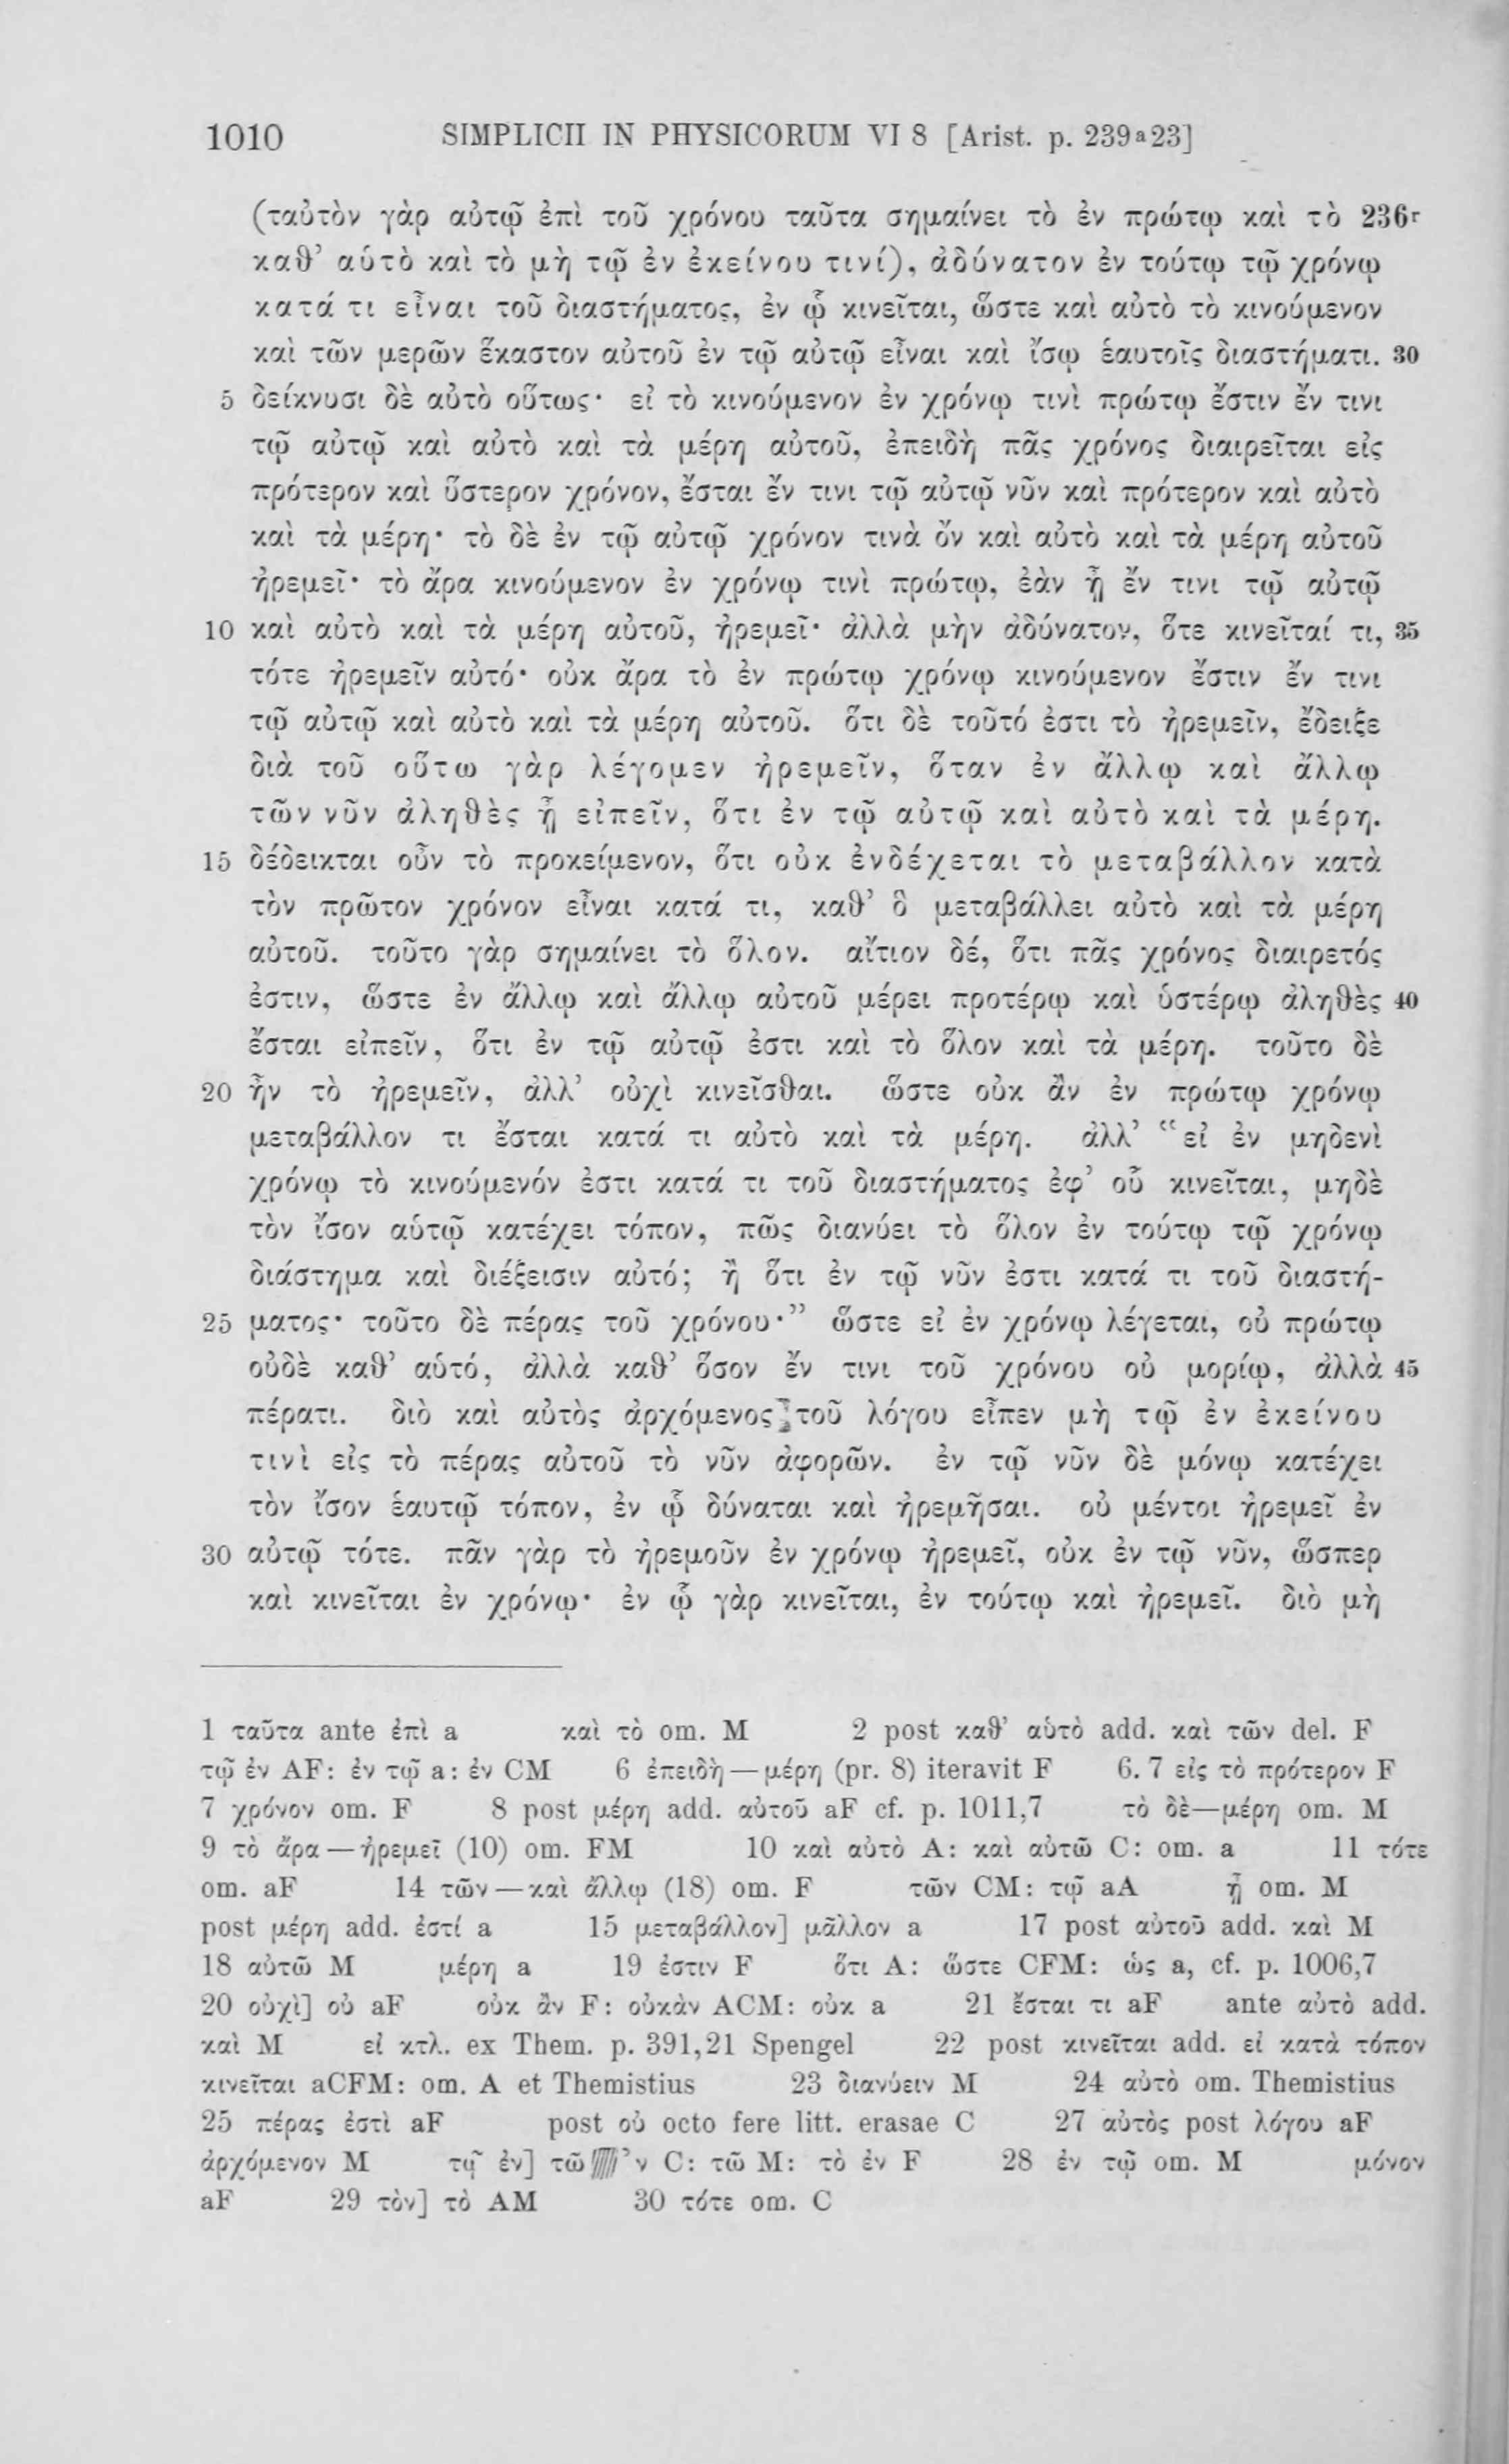 1010 SIMPLICII IN PHYSICORUM VI 8 [Arist. p. 239ª23]
(ταὐτὸν γὰρ αὐτῷ ἐπὶ τοῦ χρόνου ταῦτα σημαίνει τὸ ἐν πρώτῳ καὶ τὸ 236r
καθ’ αὑτὸ καὶ τὸ μὴ τῷ ἐν ἐκείνου τινί), ἀδύνατον ἐν τούτῳ τῷ χρόνῳ
κατά τι εἶναι τοῦ διαστήματος, ἐν ᾧ κινεῖται, ὥστε καὶ αὐτὸ τὸ κινούμενον
καὶ τῶν μερῶν ἕκαστον αὐτοῦ ἐν τῷ αὐτῷ εἶναι καὶ ἴσῳ ἑαυτοῖς διαστήματι. 30
5 δείκνυσι δὲ αὐτὸ οὕτως· εἰ τὸ κινούμενον ἐν χρόνῳ τινὶ πρώτῳ ἔστιν ἔν τινι
τῷ αὐτῷ καὶ αὐτὸ καὶ τὰ μέρη αὐτοῦ, ἐπειδὴ πᾶς χρόνος διαιρεῖται εἰς
πρότερον καὶ ὕστερον χρόνον, ἔσται ἔν τινι τῷ αὐτῷ νῦν καὶ πρότερον καὶ αὐτὸ
καὶ τὰ μέρη· τὸ δὲ ἐν τῷ αὐτῷ χρόνον τινὰ ὂν καὶ αὐτὸ καὶ τὰ μέρη αὐτοῦ
ἠρεμεῖ· τὸ ἄρα κινούμενον ἐν χρόνῳ τινὶ πρώτῳ, ἐὰν ᾖ ἔν τινι τῷ αὐτῷ
10 καὶ αὐτὸ καὶ τὰ μέρη αὐτοῦ, ἠρεμεῖ· ἀλλὰ μὴν ἀδύνατον, ὅτε κινεῖταί τι, 35
τότε ἠρεμεῖν αὐτό· οὐκ ἄρα τὸ ἐν πρώτῳ χρόνῳ κινούμενον ἔστιν ἔν τινι
τῷ αὐτῷ καὶ αὐτὸ καὶ τὰ μέρη αὐτοῦ. ὅτι δὲ τοῦτό ἐστι τὸ ἠρεμεῖν, ἔδειξε
διὰ τοῦ οὕτω γὰρ λέγομεν ἠρεμεῖν, ὅταν ἐν ἄλλῳ καὶ ἄλλῳ
τῶν νῦν ἀληθὲς ᾖ εἰπεῖν, ὅτι ἐν τῷ αὐτῷ καὶ αὐτὸ καὶ τὰ μέρη.
15 δέδεικται οὖν τὸ προκείμενον, ὅτι οὐκ ἐνδέχεται τὸ μεταβάλλον κατὰ
τὸν πρῶτον χρόνον εἶναι κατά τι, καθ’ ὃ μεταβάλλει αὐτὸ καὶ τὰ μέρη
αὐτοῦ. τοῦτο γὰρ σημαίνει τὸ ὅλον. αἴτιον δέ, ὅτι πᾶς χρόνος διαιρετός
ἐστιν, ὥστε ἐν ἄλλῳ καὶ ἄλλῳ αὐτοῦ μέρει προτέρῳ καὶ ὑστέρῳ ἀληθὲς 40
ἔσται εἰπεῖν, ὅτι ἐν τῷ αὐτῷ ἐστι καὶ τὸ ὅλον καὶ τὰ μέρη. τοῦτο δὲ
20 ἦν τὸ ἠρεμεῖν, ἀλλ’ οὐχὶ κινεῖσθαι. ὥστε οὐκ ἂν ἐν πρώτῳ χρόνῳ
μεταβάλλον τι ἔσται κατά τι αὐτὸ καὶ τὰ μέρη. ἀλλ’ “εἰ ἐν μηδενὶ
χρόνῳ τὸ κινούμενόν ἐστι κατά τι τοῦ διαστήματος ἐφ’ οὗ κινεῖται, μηδὲ
τὸν ἴσον αὑτῷ κατέχει τόπον, πῶς διανύει τὸ ὅλον ἐν τούτῳ τῷ χρόνῳ
διάστημα καὶ διέξεισιν αὐτό; ἢ ὅτι ἐν τῷ νῦν ἐστι κατά τι τοῦ διαστή-
25 ματος· τοῦτο δὲ πέρας τοῦ χρόνου·” ὥστε εἰ ἐν χρόνῳ λέγεται, οὐ πρώτῳ
οὐδὲ καθ’ αὑτό, ἀλλὰ καθ’ ὅσον ἔν τινι τοῦ χρόνου οὐ μορίῳ, ἀλλὰ 45
πέρατι. διὸ καὶ αὐτὸς ἀρχόμενος τοῦ λόγου εἶπεν μὴ τῷ ἐν ἐκείνου
τινὶ εἰς τὸ πέρας αὐτοῦ τὸ νῦν ἀφορῶν. ἐν τῷ νῦν δὲ μόνῳ κατέχει
τὸν ἴσον ἑαυτῷ τόπον, ἐν ᾧ δύναται καὶ ἠρεμῆσαι. οὐ μέντοι ἠρεμεῖ ἐν
30 αὐτῷ τότε. πᾶν γὰρ τὸ ἠρεμοῦν ἐν χρόνῳ ἠρεμεῖ, οὐκ ἐν τῷ νῦν, ὥσπερ
καὶ κινεῖται ἐν χρόνῳ· ἐν ᾧ γὰρ κινεῖται, ἐν τούτῳ καὶ ἠρεμεῖ. διὸ μὴ
1 ταῦτα ante ἐπὶ a καὶ τὸ om. M 2 post καθ’ αὑτὸ add. καὶ τῶν del. F
τῷ ἐν AF: ἐν τῷ a: ἐν CM 6 ἐπειδὴ—μέρη (pr. 8) iteravit F 6. 7 εἰς τὸ πρότερον F
7 χρόνον om. F 8 post μέρη add. αὐτοῦ aF cf. p. 1011,7 τὸ δὲ—μέρη om. M
9 τὸ ἄρα—ἠρεμεῖ (10) om. FM 10 καὶ αὐτὸ A: καὶ αὐτῶ C: om. a 11 τότε
om. aF 14 τῶν—καὶ ἄλλῳ (18) om. F τῶν CM: τῷ aA ᾖ om. M
post μέρη add. ἐστί a 15 μεταβάλλον] μᾶλλον a 17 post αὐτοῦ add. καὶ M
18 αὐτῶ M μέρη a 19 ἐστιν F ὅτι A: ὥστε CFM: ὡς a, cf. p. 1006,7
20 οὐχὶ] οὐ aF οὐκ ἂν F: οὐκὰν ACM: οὐκ a 21 ἔσται τι aF ante αὐτὸ add.
καὶ M εἰ κτλ. ex Them. p. 391,21 Spengel 22 post κινεῖται add. εἰ κατὰ τόπον
κινεῖται aCFM: om. A et Themistius 23 διανύειν M 24 αὐτὸ om. Themistius
25 πέρας ἐστὶ aF post οὐ octo fere litt. erasae C 27 αὐτὸς post λόγου aF
ἀρχόμενον M τῷ ἐν] τῶ ’ν C: τῶ M: τὸ ἐν F 28 ἐν τῷ om. M μόνον
aF 29 τὸν] τὸ AM 30 τότε om. C